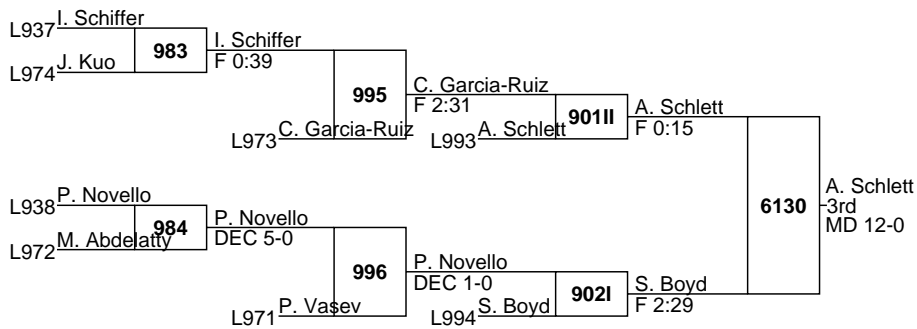 I. Schiffer
L937
983
I. Schiffer
F 0:39
J. Kuo
L974
995
C. Garcia-Ruiz
F 2:31
C. Garcia-Ruiz
L973
901II
A. Schlett
F 0:15
A. Schlett
L993
P. Novello
L938
984
P. Novello
DEC 5-0
M. Abdelatty
L972
996
P. Novello
DEC 1-0
P. Vasev
L971
902I
S. Boyd
F 2:29
S. Boyd
L994
6130
A. Schlett
3rd
MD 12-0